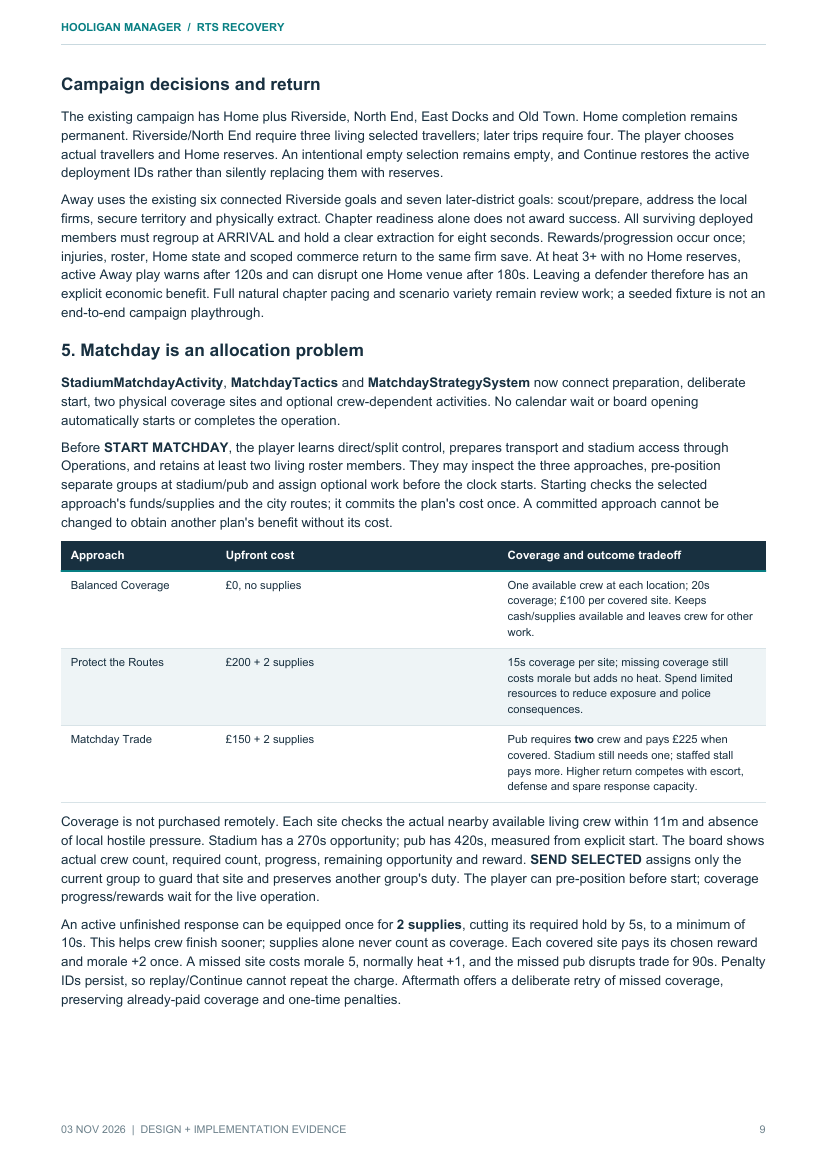 HOOLIGAN MANAGER / RTS RECOVERY
Campaign decisions and return
The existing campaign has Home plus Riverside, North End, East Docks and Old Town. Home completion remains
permanent. Riverside/North End require three living selected travellers; later trips require four. The player chooses
actual travellers and Home reserves. An intentional empty selection remains empty, and Continue restores the active
deployment IDs rather than silently replacing them with reserves.
Away uses the existing six connected Riverside goals and seven later-district goals: scout/prepare, address the local
firms, secure territory and physically extract. Chapter readiness alone does not award success. All surviving deployed
members must regroup at ARRIVAL and hold a clear extraction for eight seconds. Rewards/progression occur once;
injuries, roster, Home state and scoped commerce return to the same firm save. At heat 3+ with no Home reserves,
active Away play warns after 120s and can disrupt one Home venue after 180s. Leaving a defender therefore has an
explicit economic benefit. Full natural chapter pacing and scenario variety remain review work; a seeded fixture is not an
end-to-end campaign playthrough.
5. Matchday is an allocation problem
StadiumMatchdayActivity, MatchdayTactics and MatchdayStrategySystem now connect preparation, deliberate
start, two physical coverage sites and optional crew-dependent activities. No calendar wait or board opening
automatically starts or completes the operation.
Before START MATCHDAY, the player learns direct/split control, prepares transport and stadium access through
Operations, and retains at least two living roster members. They may inspect the three approaches, pre-position
separate groups at stadium/pub and assign optional work before the clock starts. Starting checks the selected
approach's funds/supplies and the city routes; it commits the plan's cost once. A committed approach cannot be
changed to obtain another plan's benefit without its cost.
Approach Upfront cost Coverage and outcome tradeoff
Balanced Coverage £0, no supplies One available crew at each location; 20s
coverage; £100 per covered site. Keeps
cash/supplies available and leaves crew for other
work.
Protect the Routes £200 + 2 supplies 15s coverage per site; missing coverage still
costs morale but adds no heat. Spend limited
resources to reduce exposure and police
consequences.
Matchday Trade £150 + 2 supplies Pub requires two crew and pays £225 when
covered. Stadium still needs one; staffed stall
pays more. Higher return competes with escort,
defense and spare response capacity.
Coverage is not purchased remotely. Each site checks the actual nearby available living crew within 11m and absence
of local hostile pressure. Stadium has a 270s opportunity; pub has 420s, measured from explicit start. The board shows
actual crew count, required count, progress, remaining opportunity and reward. SEND SELECTED assigns only the
current group to guard that site and preserves another group's duty. The player can pre-position before start; coverage
progress/rewards wait for the live operation.
An active unfinished response can be equipped once for 2 supplies, cutting its required hold by 5s, to a minimum of
10s. This helps crew finish sooner; supplies alone never count as coverage. Each covered site pays its chosen reward
and morale +2 once. A missed site costs morale 5, normally heat +1, and the missed pub disrupts trade for 90s. Penalty
IDs persist, so replay/Continue cannot repeat the charge. Aftermath offers a deliberate retry of missed coverage,
preserving already-paid coverage and one-time penalties.
03 NOV 2026 | DESIGN + IMPLEMENTATION EVIDENCE 9